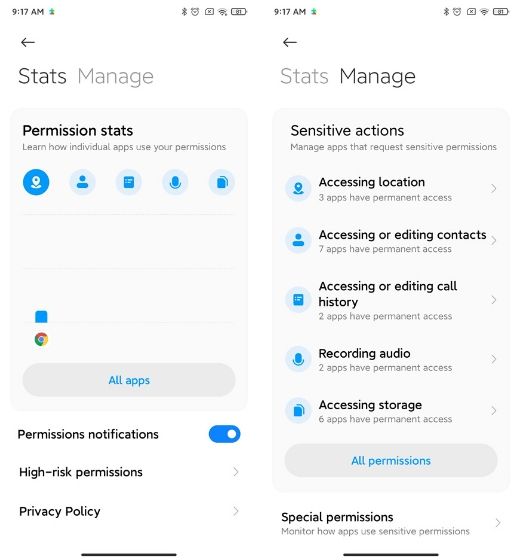 9:17 AM
81
Stats Manage
Permission stats
Learn how individual apps use your permissions
All apps
Permissions notifications
High-risk permissions
Privacy Policy
9:17 AM
81
Stats Manage
Sensitive actions
Manage apps that request sensitive permissions
Accessing location
3 apps have permanent access
Accessing or editing contacts
7 apps have permanent access
Accessing or editing call
history
2 apps have permanent access
Recording audio
2 apps have permanent access
Accessing storage
6 apps have permanent access
All permissions
Special permissions
Monitor how apps use sensitive permissions